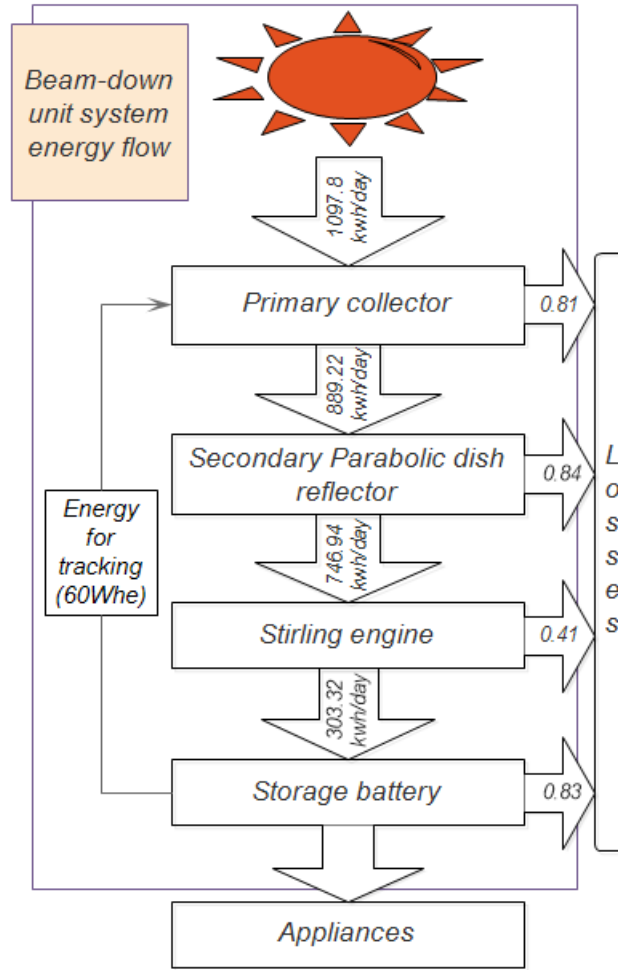 Beam-down
unit system
energy flow
1097.8
kwh/day
Primary collector
0.81
889.22
kwh/day
Secondary Parabolic dish
reflector
0.84
Energy
for
tracking
(60Whe)
746.94
kwh/day
Stirling engine
0.41
303.32
kwh/day
Storage battery
0.83
Appliances
L
o
s
s
e
s